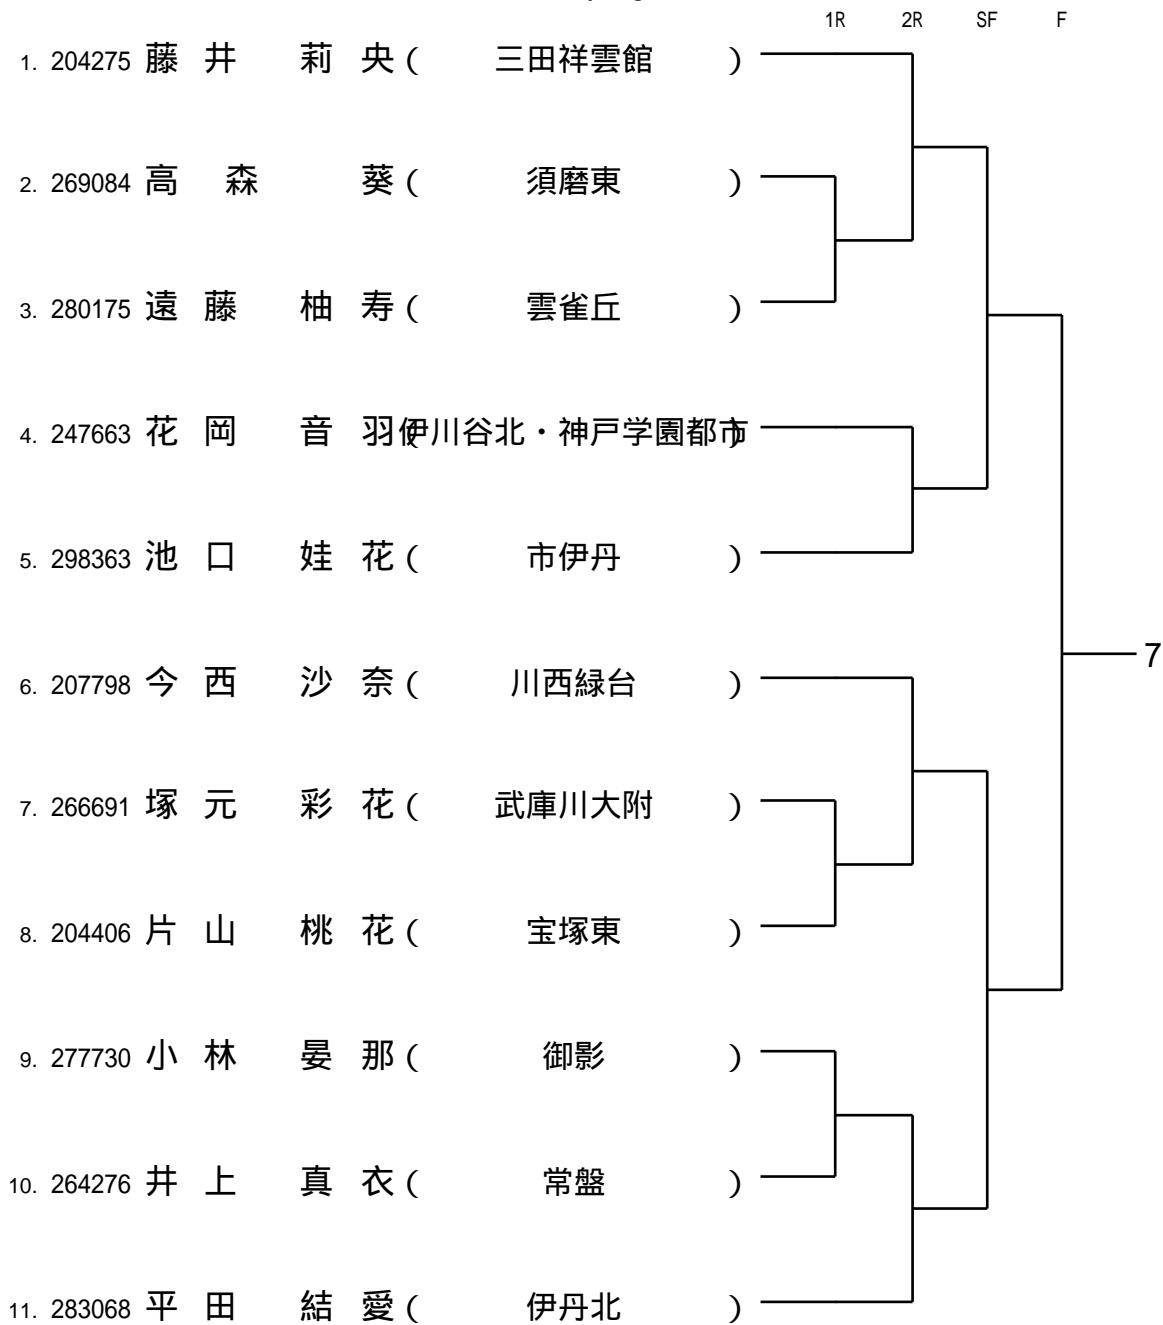 1R 2R SF F
1. 204275 藤 井 莉 央 ( 三田祥雲館 )
2. 269084 高 森 葵 ( 須磨東 )
3. 280175 遠 藤 柚 寿 ( 雲雀丘 )
4. 247663 花 岡 音 羽 ( 伊川谷北・神戸学園都市 )
5. 298363 池 口 娃 花 ( 市伊丹 )
6. 207798 今 西 沙 奈 ( 川西緑台 )
7
7. 266691 塚 元 彩 花 ( 武庫川大附 )
8. 204406 片 山 桃 花 ( 宝塚東 )
9. 277730 小 林 晏 那 ( 御影 )
10. 264276 井 上 真 衣 ( 常盤 )
11. 283068 平 田 結 愛 ( 伊丹北 )